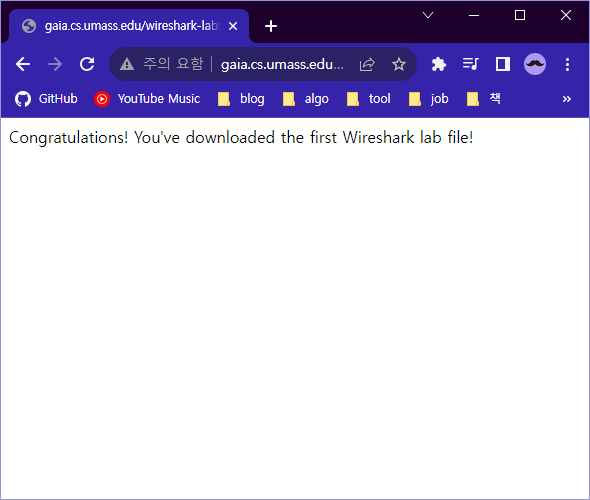 gaia.cs.umass.edu/wireshark-labs
주의 요함 gaia.cs.umass.edu...
GitHub YouTube Music blog algo tool job 책 »
Congratulations! You've downloaded the first Wireshark lab file!